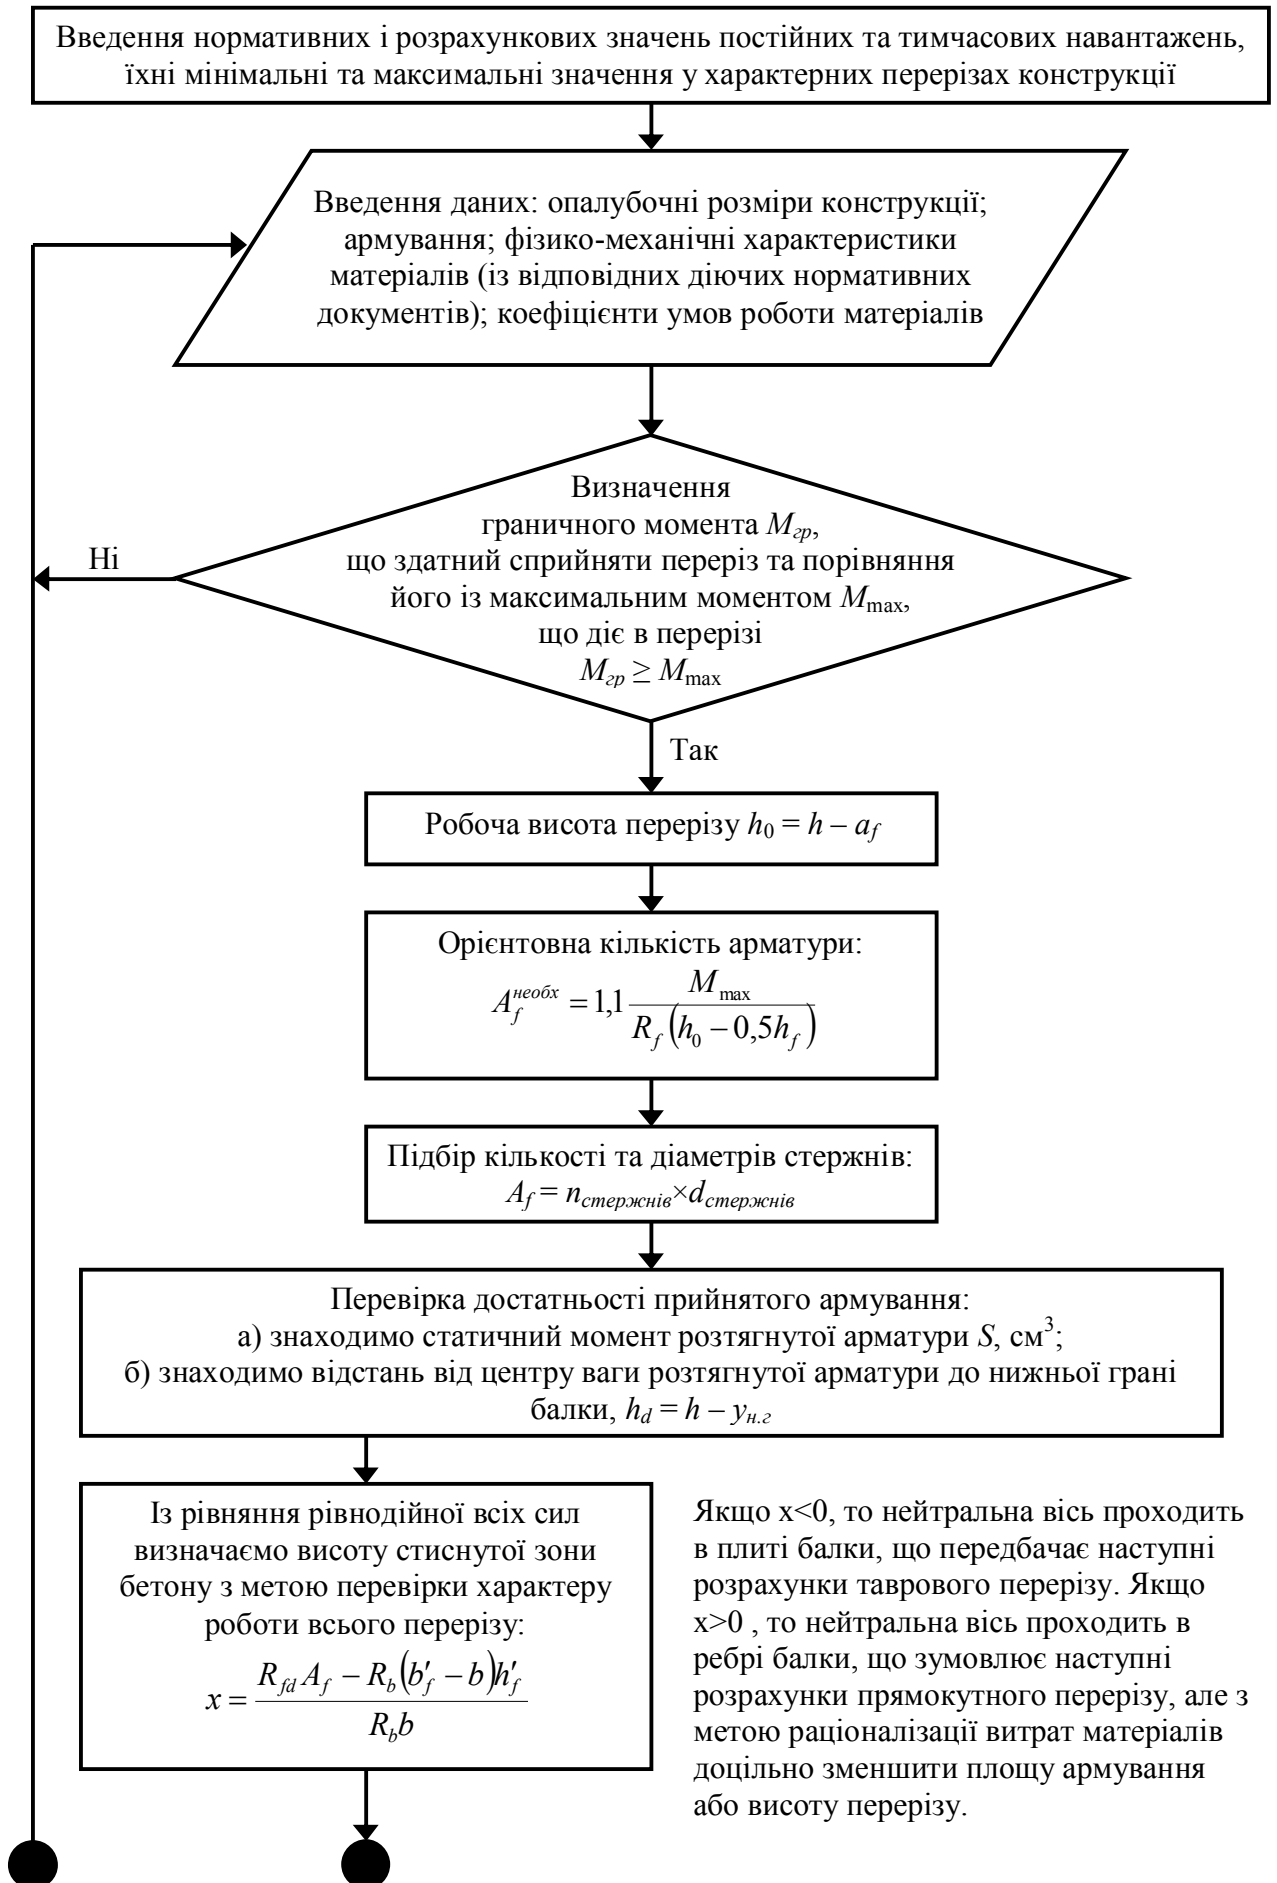 Введення нормативних і розрахункових значень постійних та тимчасових навантажень,
їхні мінімальні та максимальні значення у характерних перерізах конструкції
Введення даних: опалубочні розміри конструкції;
армування; фізико-механічні характеристики
матеріалів (із відповідних діючих нормативних
документів); коефіцієнти умов роботи матеріалів
Визначення
граничного момента M_гр,
що здатний сприйняти переріз та порівняння
його із максимальним моментом M_max,
що діє в перерізі
M_гр ≥ M_max
Ні
Так
Робоча висота перерізу h_0 = h – a_f
Орієнтовна кількість арматури:
A_f^необх = 1,1 M_max / R_f (h_0 − 0,5h_f)
Підбір кількості та діаметрів стержнів:
A_f = n_стержнів×d_стержнів
Перевірка достатньості прийнятого армування:
а) знаходимо статичний момент розтягнутої арматури S, см³;
б) знаходимо відстань від центру ваги розтягнутої арматури до нижньої грані
балки, h_d = h – y_н.г
Із рівняння рівнодійної всіх сил
визначаємо висоту стиснутої зони
бетону з метою перевірки характеру
роботи всього перерізу:
x = R_fd A_f − R_b (b′_f − b)h′_f / R_b b
Якщо x<0, то нейтральна вісь проходить
в плиті балки, що передбачає наступні
розрахунки таврового перерізу. Якщо
x>0 , то нейтральна вісь проходить в
ребрі балки, що зумовлює наступні
розрахунки прямокутного перерізу, але з
метою раціоналізації витрат матеріалів
доцільно зменшити площу армування
або висоту перерізу.